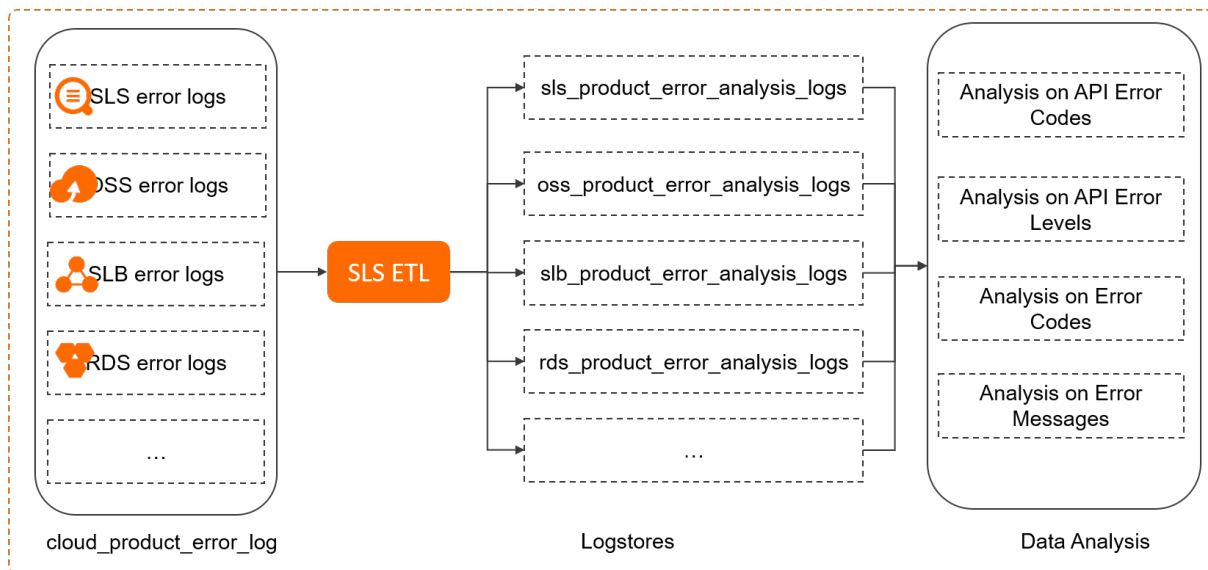 SLS error logs
OSS error logs
SLB error logs
RDS error logs
...
cloud_product_error_log
SLS ETL
sls_product_error_analysis_logs
oss_product_error_analysis_logs
slb_product_error_analysis_logs
rds_product_error_analysis_logs
...
Logstores
Analysis on API Error
Codes
Analysis on API Error
Levels
Analysis on Error
Codes
Analysis on Error
Messages
Data Analysis